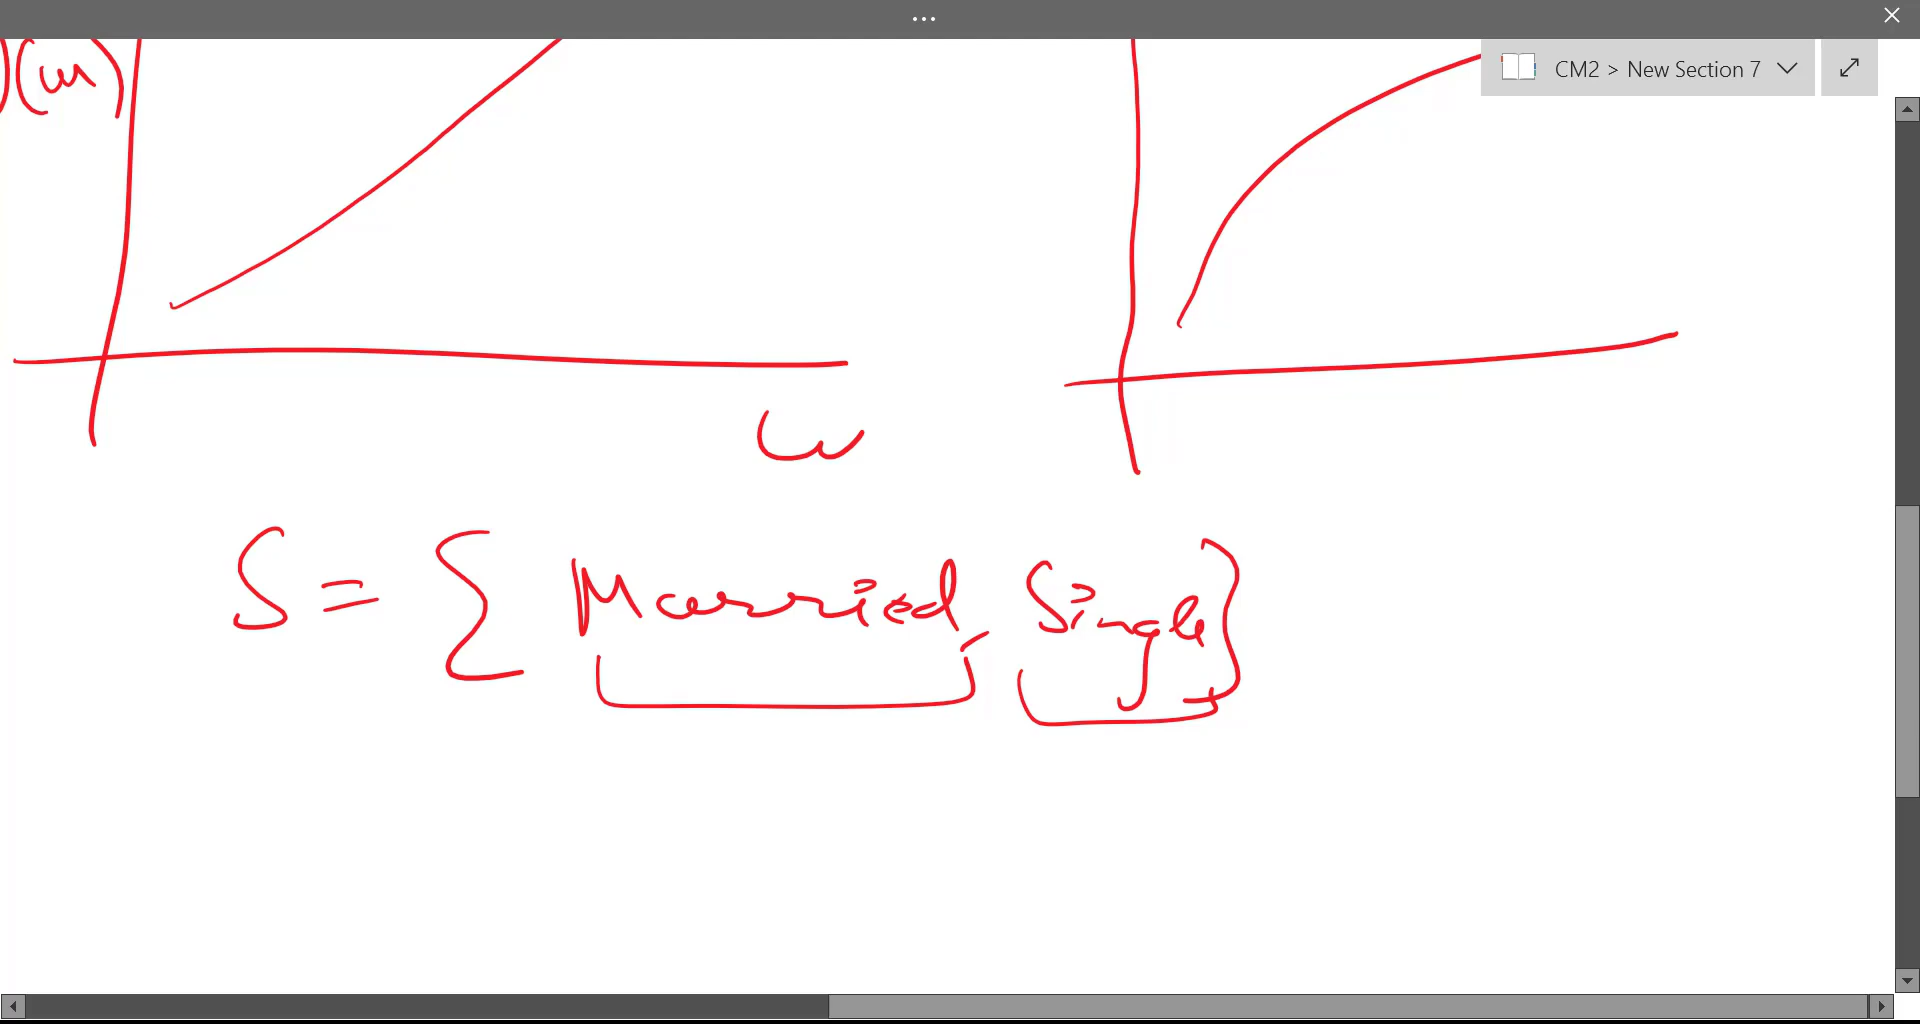 ...
CM2 > New Section 7
)(w)
w
S = { Married, Single }